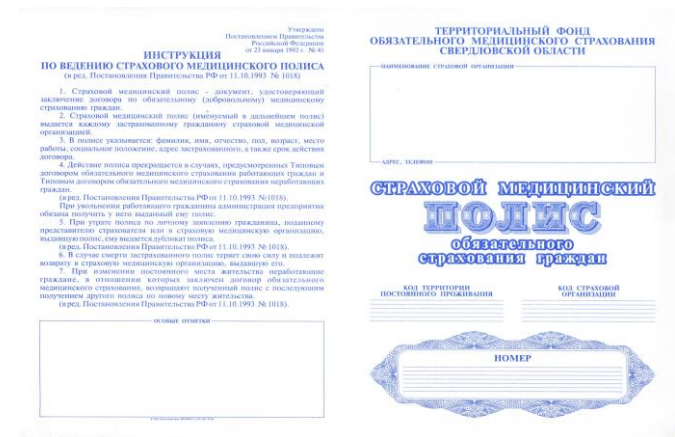 Утверждена
Постановлением Правительства
Российской Федерации
от 23 января 1992 г. № 41
ИНСТРУКЦИЯ
ПО ВЕДЕНИЮ СТРАХОВОГО МЕДИЦИНСКОГО ПОЛИСА
(в ред. Постановления Правительства РФ от 11.10.1993 № 1018)
1. Страховой медицинский полис - документ, удостоверяющий
заключение договора по обязательному (добровольному) медицинскому
страхованию граждан.
2. Страховой медицинский полис (именуемый в дальнейшем полис)
выдается каждому застрахованному гражданину страховой медицинской
организацией.
3. В полисе указывается: фамилия, имя, отчество, пол, возраст, место
работы, социальное положение, адрес застрахованного, а также срок действия
договора.
4. Действие полиса прекращается в случаях, предусмотренных Типовым
договором обязательного медицинского страхования работающих граждан и
Типовым договором обязательного медицинского страхования неработающих
граждан.
(в ред. Постановления Правительства РФ от 11.10.1993 № 1018).
При увольнении работающего гражданина администрация предприятия
обязана получить у него выданный ему полис.
5. При утрате полиса по личному заявлению гражданина, поданному
представителю страхователя или в страховую медицинскую организацию,
выдавшую полис, ему выдается дубликат полиса.
(в ред. Постановления Правительства РФ от 11.10.1993 № 1018).
6. В случае смерти застрахованного полис теряет свою силу и подлежит
возврату в страховую медицинскую организацию, выдавшую его.
7. При изменении постоянного места жительства неработающие
граждане, в отношении которых заключен договор обязательного
медицинского страхования, возвращают полученный полис с последующим
получением другого полиса по новому месту жительства.
(в ред. Постановления Правительства РФ от 11.10.1993 № 1018).
ОСОБЫЕ ОТМЕТКИ
ТЕРРИТОРИАЛЬНЫЙ ФОНД
ОБЯЗАТЕЛЬНОГО МЕДИЦИНСКОГО СТРАХОВАНИЯ
СВЕРДЛОВСКОЙ ОБЛАСТИ
НАИМЕНОВАНИЕ СТРАХОВОЙ ОРГАНИЗАЦИИ
АДРЕС, ТЕЛЕФОН
СТРАХОВОЙ МЕДИЦИНСКИЙ
ПОЛИС
обязательного
страхования граждан
КОД ТЕРРИТОРИИ
ПОСТОЯННОГО ПРОЖИВАНИЯ
КОД СТРАХОВОЙ
ОРГАНИЗАЦИИ
НОМЕР